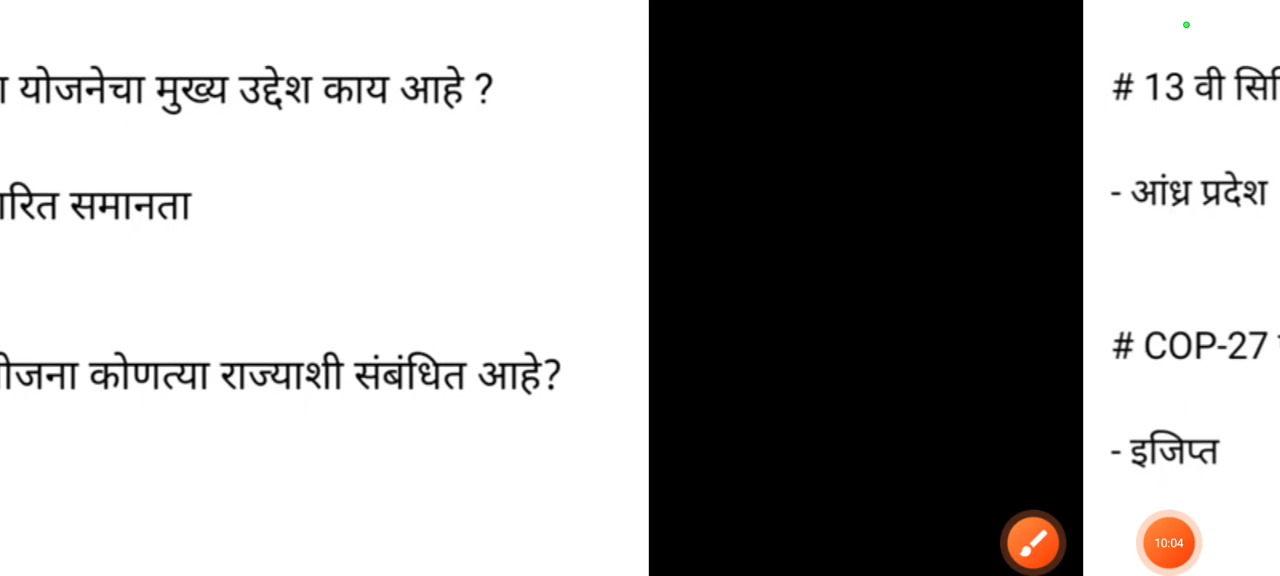 योजनेचा मुख्य उद्देश काय आहे ?
समानता
कोणत्या राज्याशी संबंधित आहे?
# 13 वी
- आंध्र प्रदेश
# COP-27
- इजिप्त
10:04